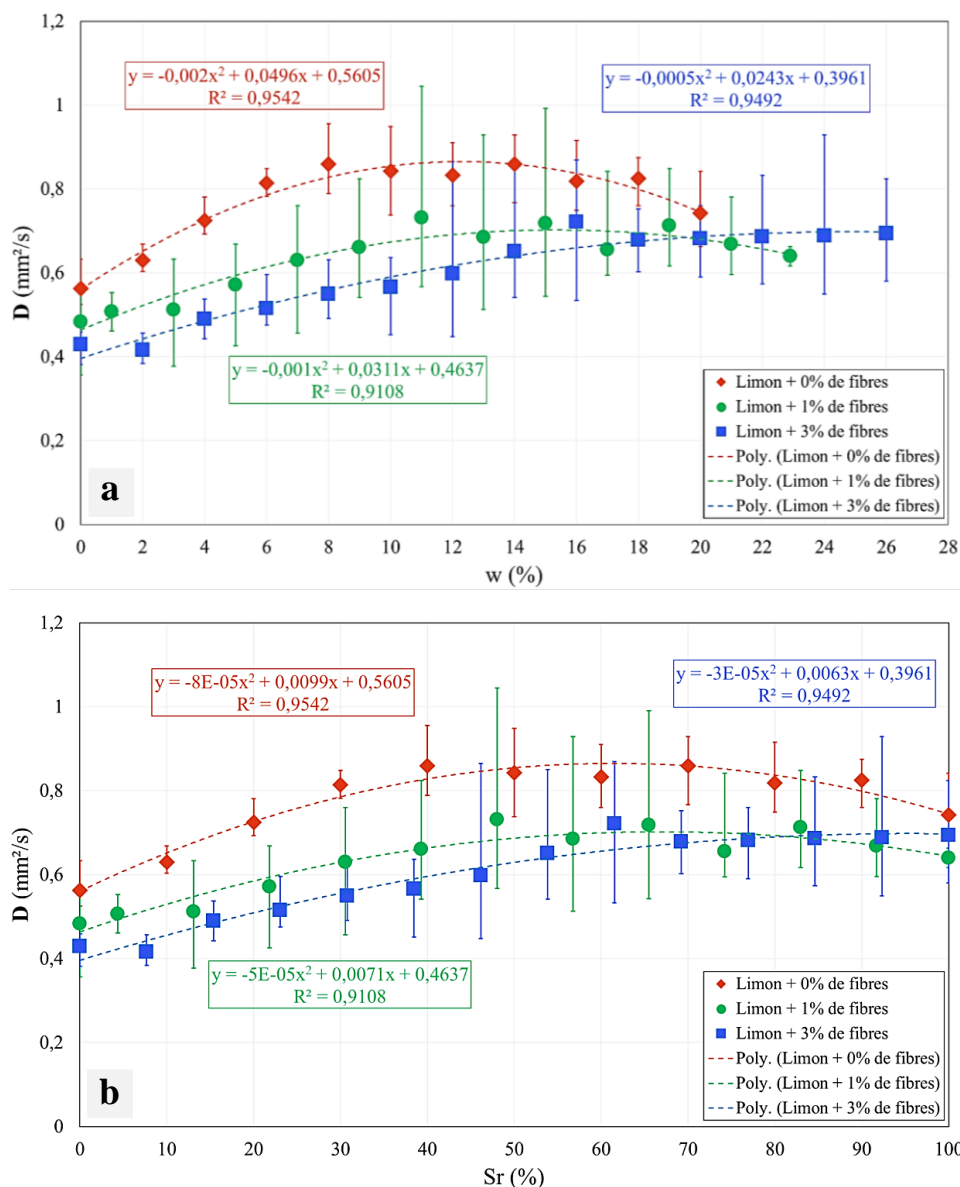 1,2
1
0,8
0,6
0,4
0,2
0
D (mm²/s)
y = -0,002x² + 0,0496x + 0,5605
R² = 0,9542
y = -0,0005x² + 0,0243x + 0,3961
R² = 0,9492
y = -0,001x² + 0,0311x + 0,4637
R² = 0,9108
Limon + 0% de fibres
Limon + 1% de fibres
Limon + 3% de fibres
Poly. (Limon + 0% de fibres)
Poly. (Limon + 1% de fibres)
Poly. (Limon + 3% de fibres)
a
0 2 4 6 8 10 12 14 16 18 20 22 24 26 28
w (%)
1,2
1
0,8
0,6
0,4
0,2
0
D (mm²/s)
y = -8E-05x² + 0,0099x + 0,5605
R² = 0,9542
y = -3E-05x² + 0,0063x + 0,3961
R² = 0,9492
y = -5E-05x² + 0,0071x + 0,4637
R² = 0,9108
Limon + 0% de fibres
Limon + 1% de fibres
Limon + 3% de fibres
Poly. (Limon + 0% de fibres)
Poly. (Limon + 1% de fibres)
Poly. (Limon + 3% de fibres)
b
0 10 20 30 40 50 60 70 80 90 100
Sr (%)